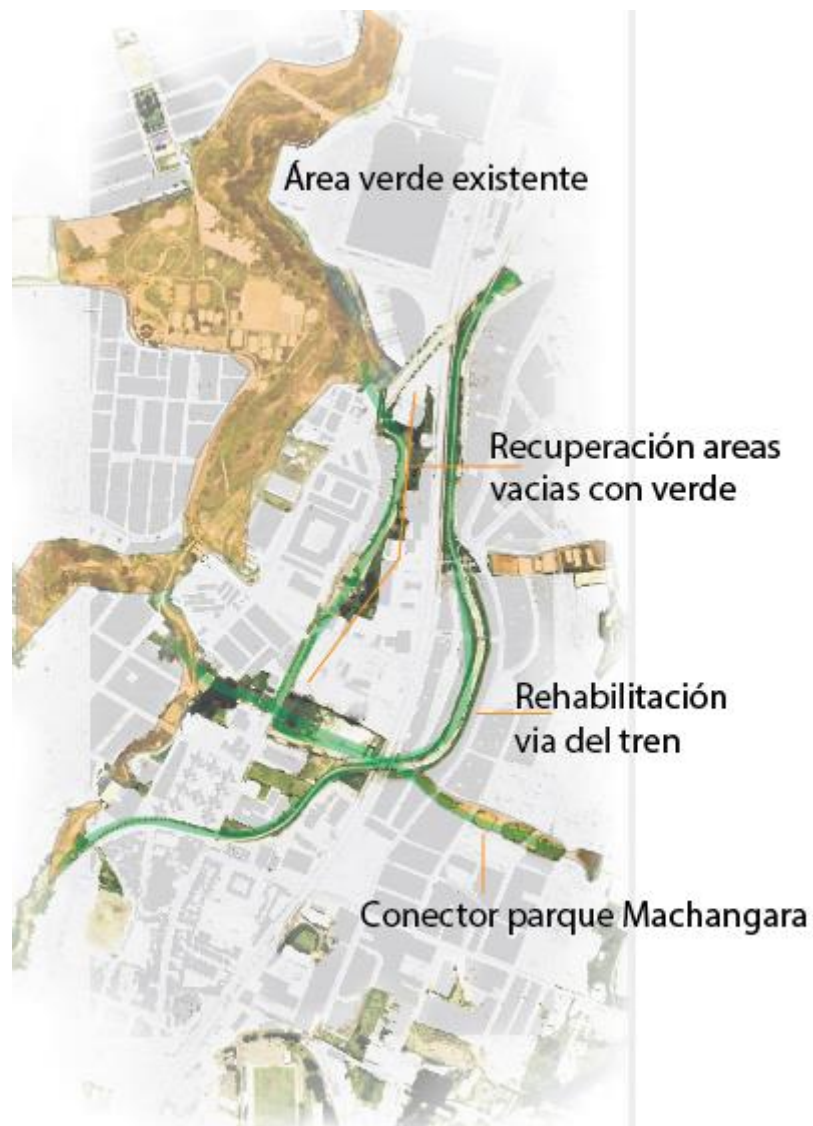 Área verde existente
Recuperación areas
vacias con verde
Rehabilitación
via del tren
Conector parque Machangara